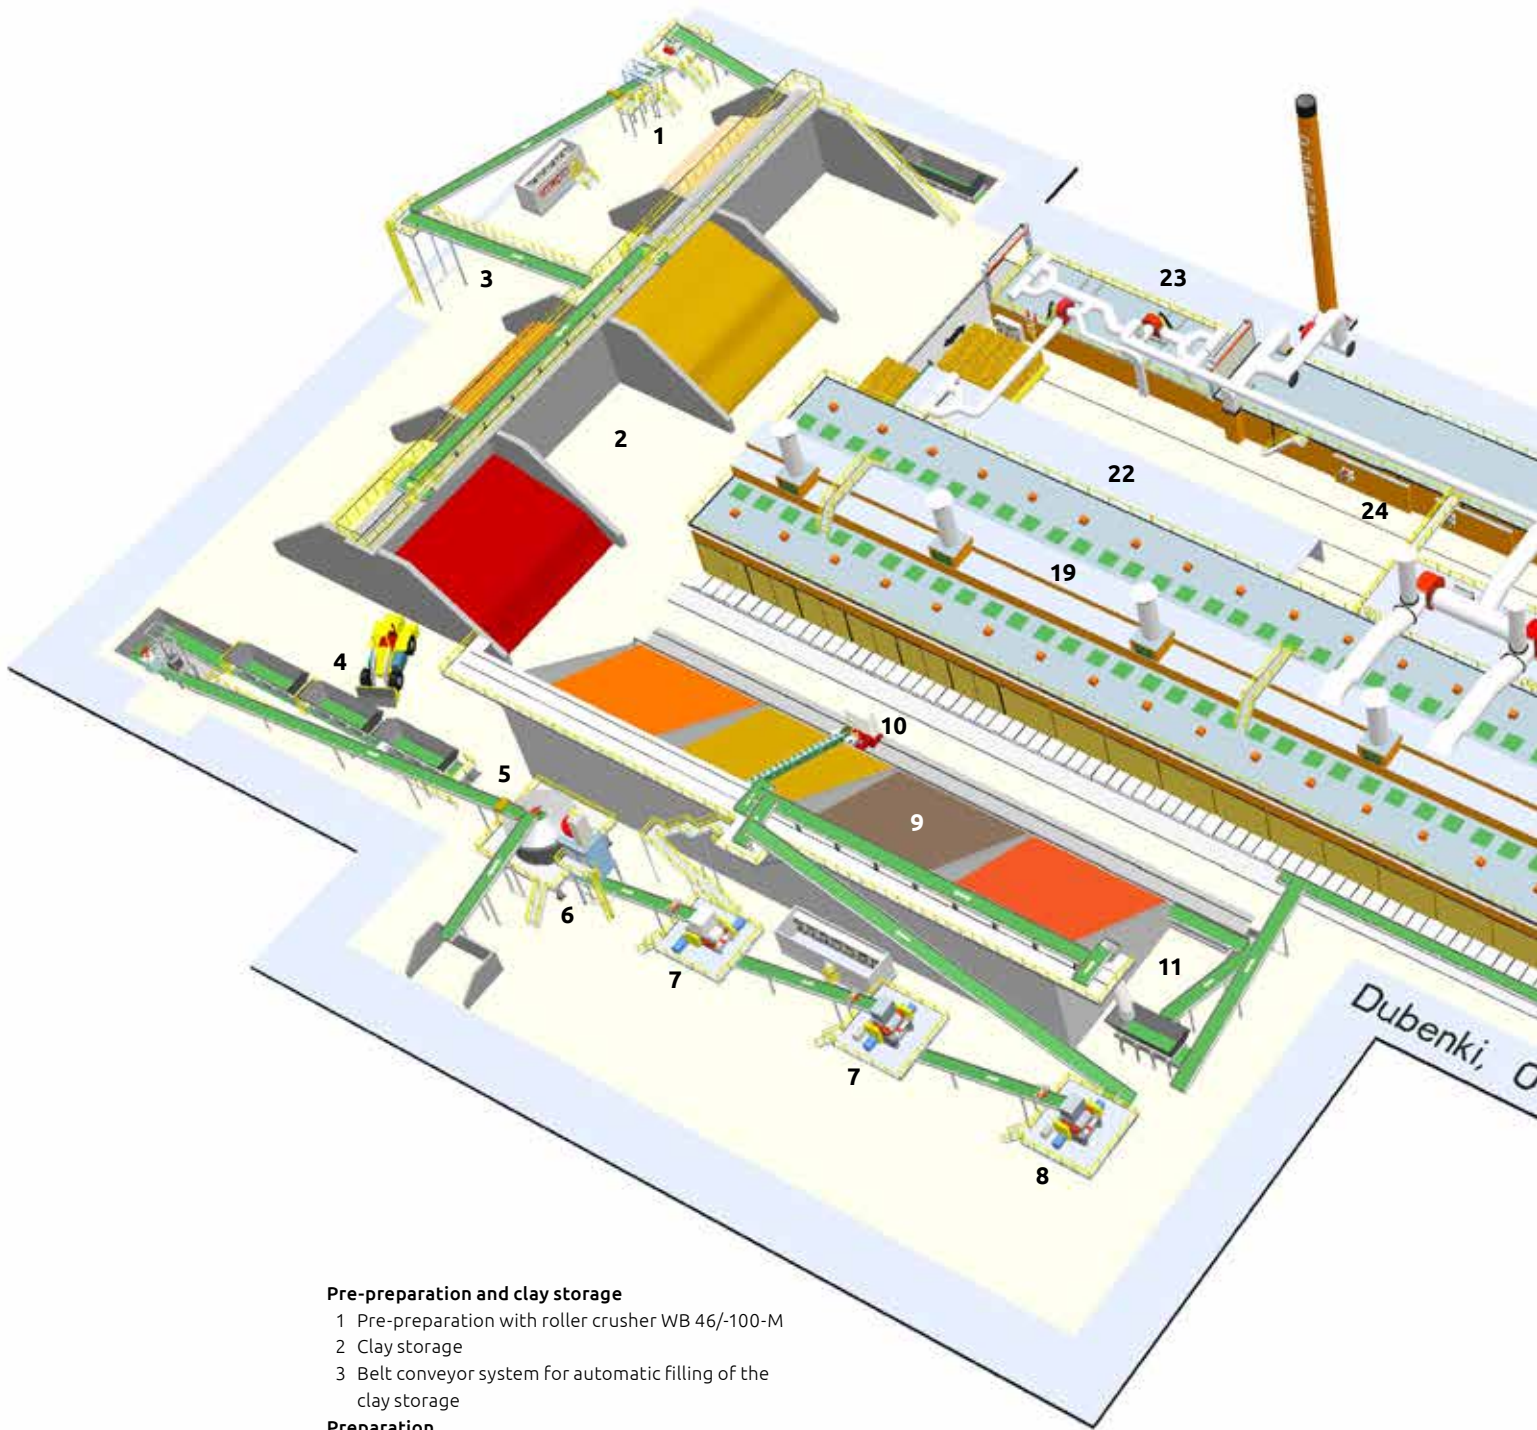 1
3
23
2
22
24
19
4
10
5
9
6
11
7
Dubenki, O
7
8
Pre-preparation and clay storage
1 Pre-preparation with roller crusher WB 46/-100-M
2 Clay storage
3 Belt conveyor system for automatic filling of the
clay storage
Preparation